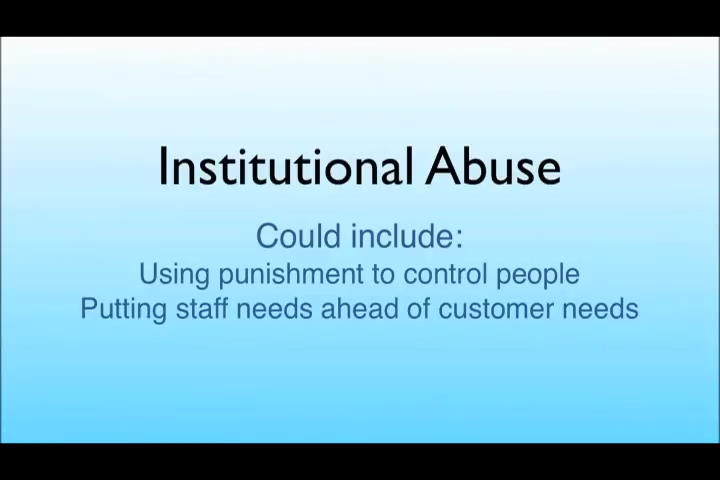 Institutional Abuse
Could include:
Using punishment to control people
Putting staff needs ahead of customer needs